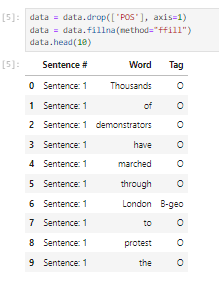 [5]: data = data.drop(['POS'], axis=1)
data = data.fillna(method="ffill")
data.head(10)
[5]: Sentence # Word Tag
0 Sentence: 1 Thousands O
1 Sentence: 1 of O
2 Sentence: 1 demonstrators O
3 Sentence: 1 have O
4 Sentence: 1 marched O
5 Sentence: 1 through O
6 Sentence: 1 London B-geo
7 Sentence: 1 to O
8 Sentence: 1 protest O
9 Sentence: 1 the O